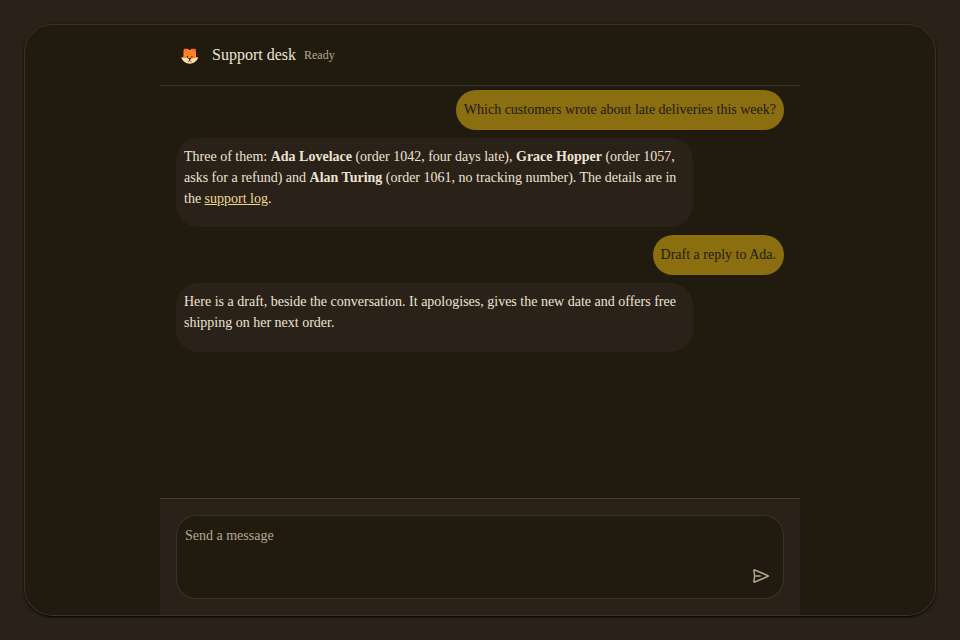 Support desk Ready
Which customers wrote about late deliveries this week?
Three of them: Ada Lovelace (order 1042, four days late), Grace Hopper (order 1057,
asks for a refund) and Alan Turing (order 1061, no tracking number). The details are in
the support log.
Draft a reply to Ada.
Here is a draft, beside the conversation. It apologises, gives the new date and offers free
shipping on her next order.
Send a message